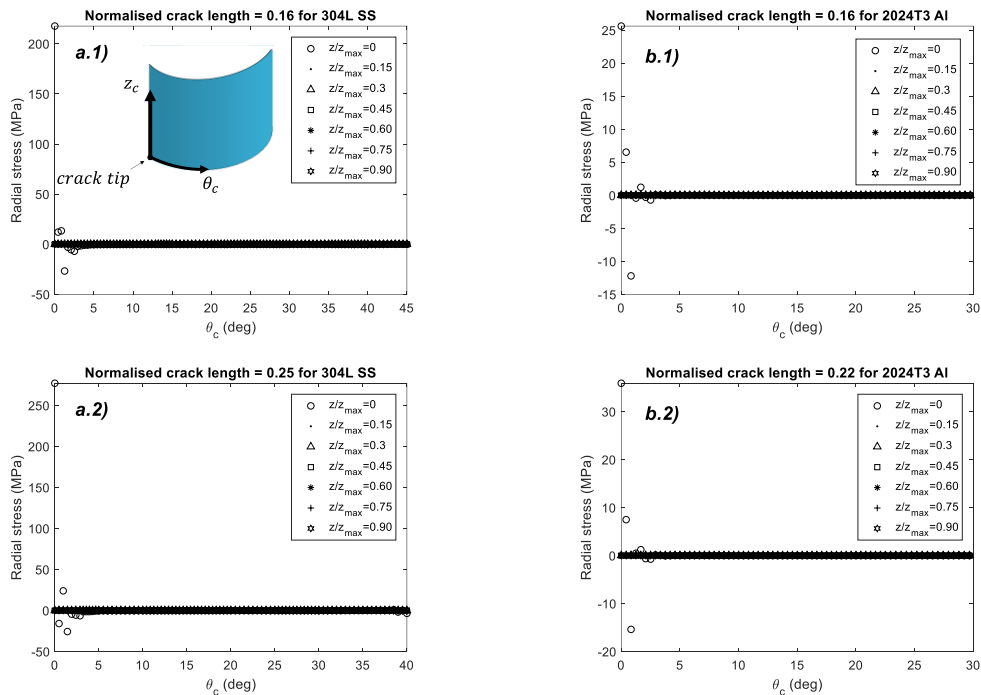 Normalised crack length = 0.16 for 304L SS
a.1)
z_c
crack tip
θ_c
z/z_max=0
z/z_max=0.15
z/z_max=0.3
z/z_max=0.45
z/z_max=0.60
z/z_max=0.75
z/z_max=0.90
Radial stress (MPa)
200
150
100
50
0
-50
0 5 10 15 20 25 30 35 40 45
θ_c (deg)
Normalised crack length = 0.16 for 2024T3 Al
b.1)
z/z_max=0
z/z_max=0.15
z/z_max=0.3
z/z_max=0.45
z/z_max=0.60
z/z_max=0.75
z/z_max=0.90
Radial stress (MPa)
25
20
15
10
5
0
-5
-10
-15
0 5 10 15 20 25 30
θ_c (deg)
Normalised crack length = 0.25 for 304L SS
a.2)
z/z_max=0
z/z_max=0.15
z/z_max=0.3
z/z_max=0.45
z/z_max=0.60
z/z_max=0.75
z/z_max=0.90
Radial stress (MPa)
250
200
150
100
50
0
-50
0 5 10 15 20 25 30 35 40
θ_c (deg)
Normalised crack length = 0.22 for 2024T3 Al
b.2)
z/z_max=0
z/z_max=0.15
z/z_max=0.3
z/z_max=0.45
z/z_max=0.60
z/z_max=0.75
z/z_max=0.90
Radial stress (MPa)
30
20
10
0
-10
-20
0 5 10 15 20 25 30
θ_c (deg)